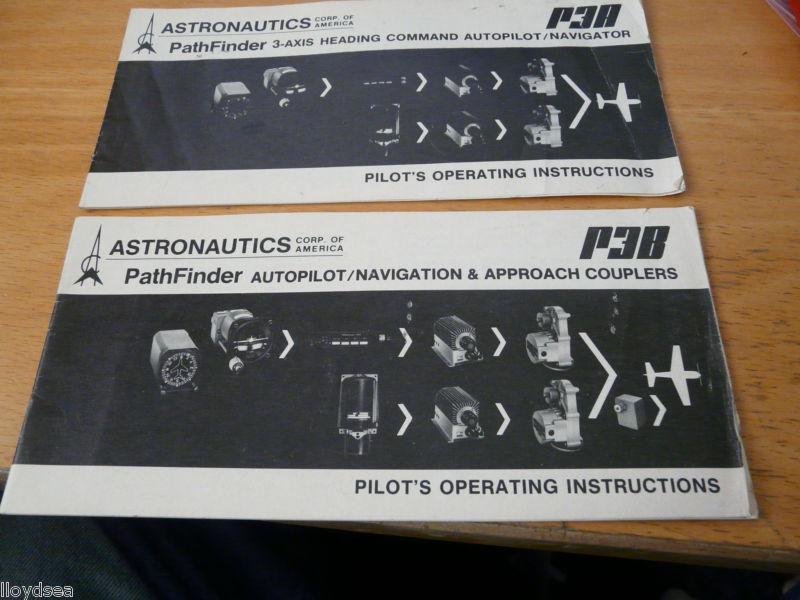 ASTRONAUTICS CORP. OF AMERICA
P3A
PathFinder 3-AXIS HEADING COMMAND AUTOPILOT/NAVIGATOR
PILOT'S OPERATING INSTRUCTIONS
ASTRONAUTICS CORP. OF AMERICA
P3B
PathFinder AUTOPILOT/NAVIGATION & APPROACH COUPLERS
PILOT'S OPERATING INSTRUCTIONS
lloydsea